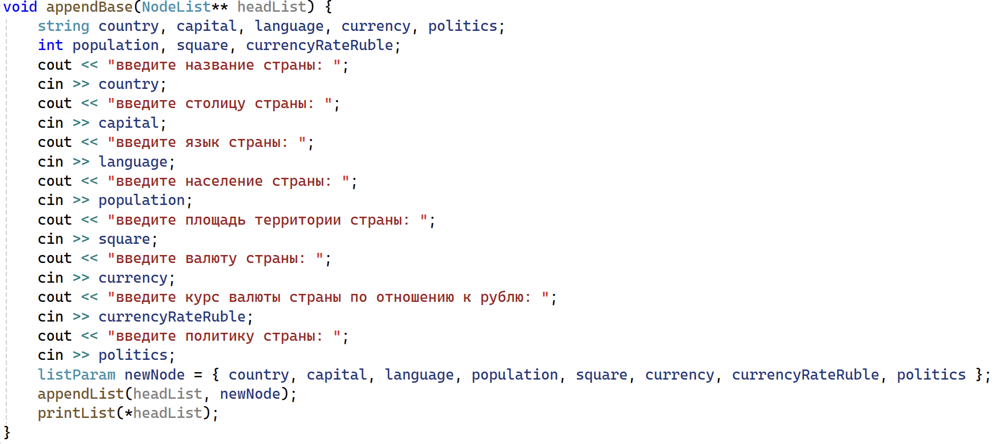 void appendBase(NodeList** headList) {
    string country, capital, language, currency, politics;
    int population, square, currencyRateRuble;
    cout << "введите название страны: ";
    cin >> country;
    cout << "введите столицу страны: ";
    cin >> capital;
    cout << "введите язык страны: ";
    cin >> language;
    cout << "введите население страны: ";
    cin >> population;
    cout << "введите площадь территории страны: ";
    cin >> square;
    cout << "введите валюту страны: ";
    cin >> currency;
    cout << "введите курс валюты страны по отношению к рублю: ";
    cin >> currencyRateRuble;
    cout << "введите политику страны: ";
    cin >> politics;
    listParam newNode = { country, capital, language, population, square, currency, currencyRateRuble, politics };
    appendList(headList, newNode);
    printList(*headList);
}